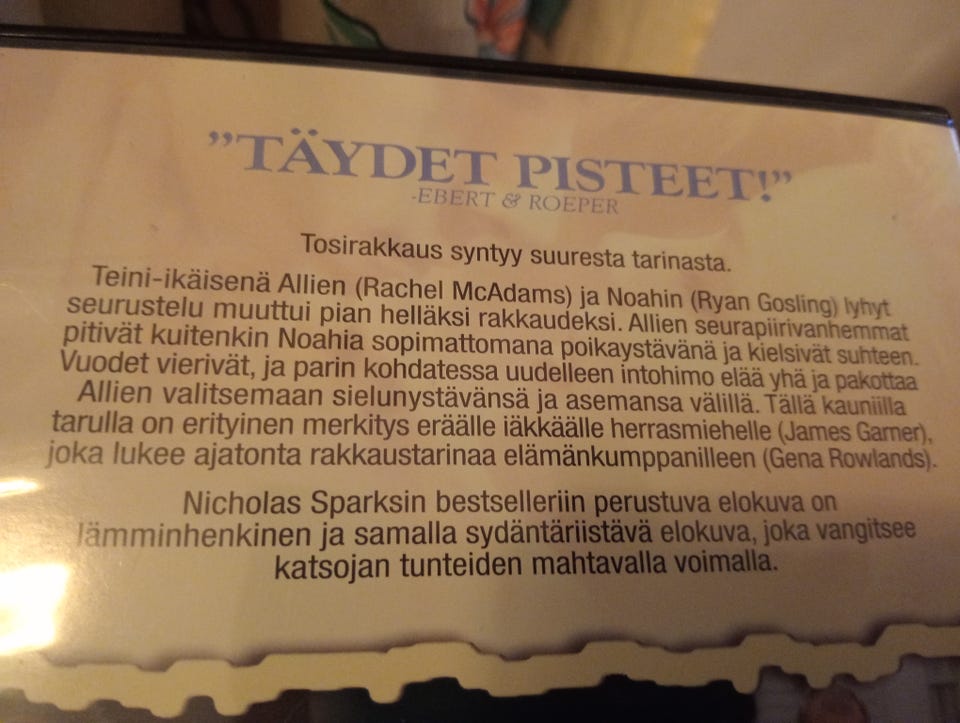 ”TÄYDET PISTEET!”
-EBERT & ROEPER
Tosirakkaus syntyy suuresta tarinasta.
Teini-ikäisenä Allien (Rachel McAdams) ja Noahin (Ryan Gosling) lyhyt
seurustelu muuttui pian helläksi rakkaudeksi. Allien seurapiirivanhemmat
pitivät kuitenkin Noahia sopimattomana poikaystävänä ja kielsivät suhteen.
Vuodet vierivät, ja parin kohdatessa uudelleen intohimo elää yhä ja pakottaa
Allien valitsemaan sielunystävänsä ja asemansa välillä. Tällä kauniilla
tarulla on erityinen merkitys eräälle iäkkäälle herrasmiehelle (James Garner),
joka lukee ajatonta rakkaustarinaa elämänkumppanilleen (Gena Rowlands).
Nicholas Sparksin bestselleriin perustuva elokuva on
lämminhenkinen ja samalla sydäntäriistävä elokuva, joka vangitsee
katsojan tunteiden mahtavalla voimalla.